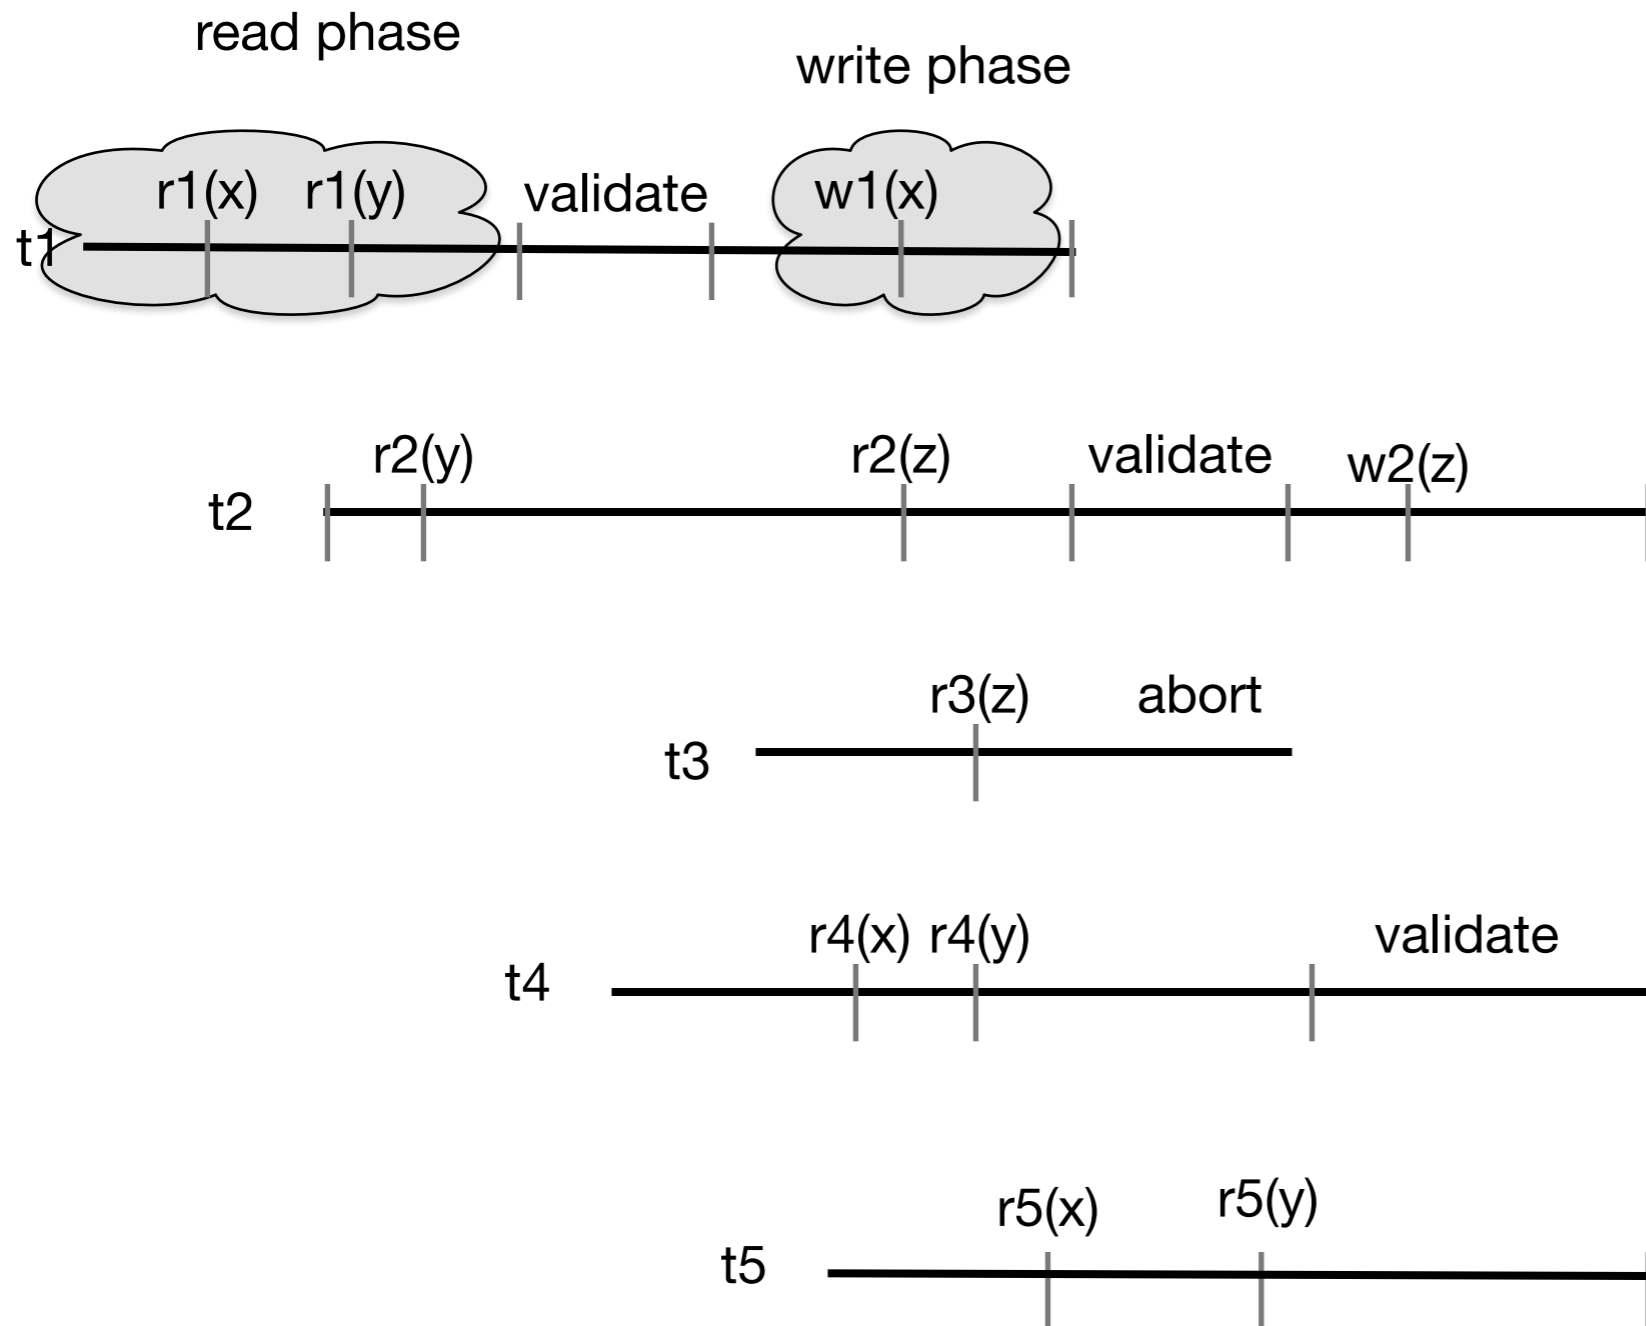 read phase
write phase
r1(x) r1(y) validate w1(x)
t1
r2(y) r2(z) validate w2(z)
t2
r3(z) abort
t3
r4(x) r4(y) validate
t4
r5(x) r5(y)
t5